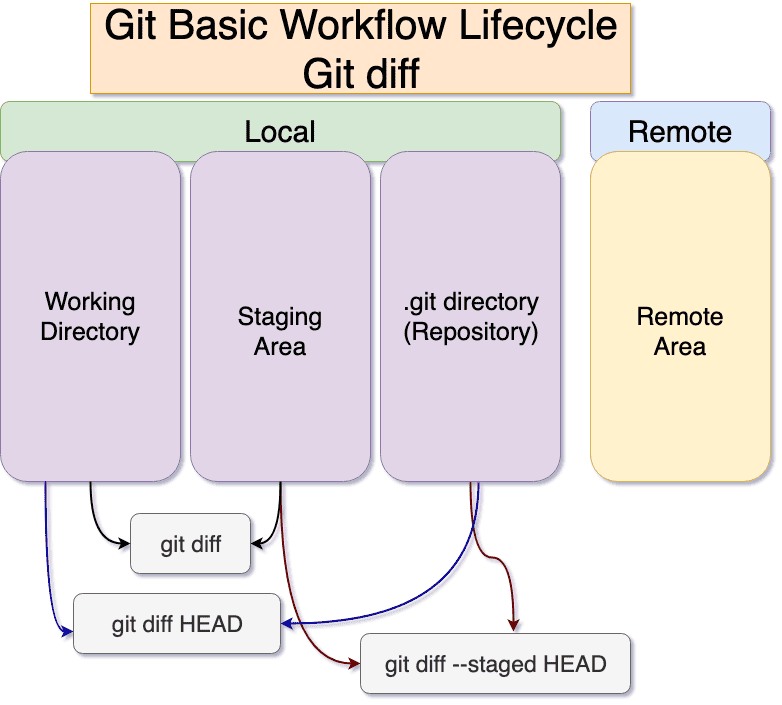 Git Basic Workflow Lifecycle
Git diff
Local
Remote
Working
Directory
Staging
Area
.git directory
(Repository)
Remote
Area
git diff
git diff HEAD
git diff --staged HEAD